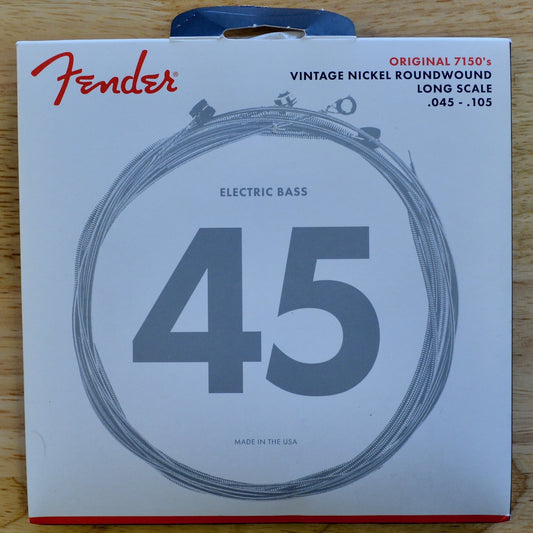 Fender®
ORIGINAL 7150's
VINTAGE NICKEL ROUNDWOUND
LONG SCALE
.045 - .105
ELECTRIC BASS
45
MADE IN THE USA